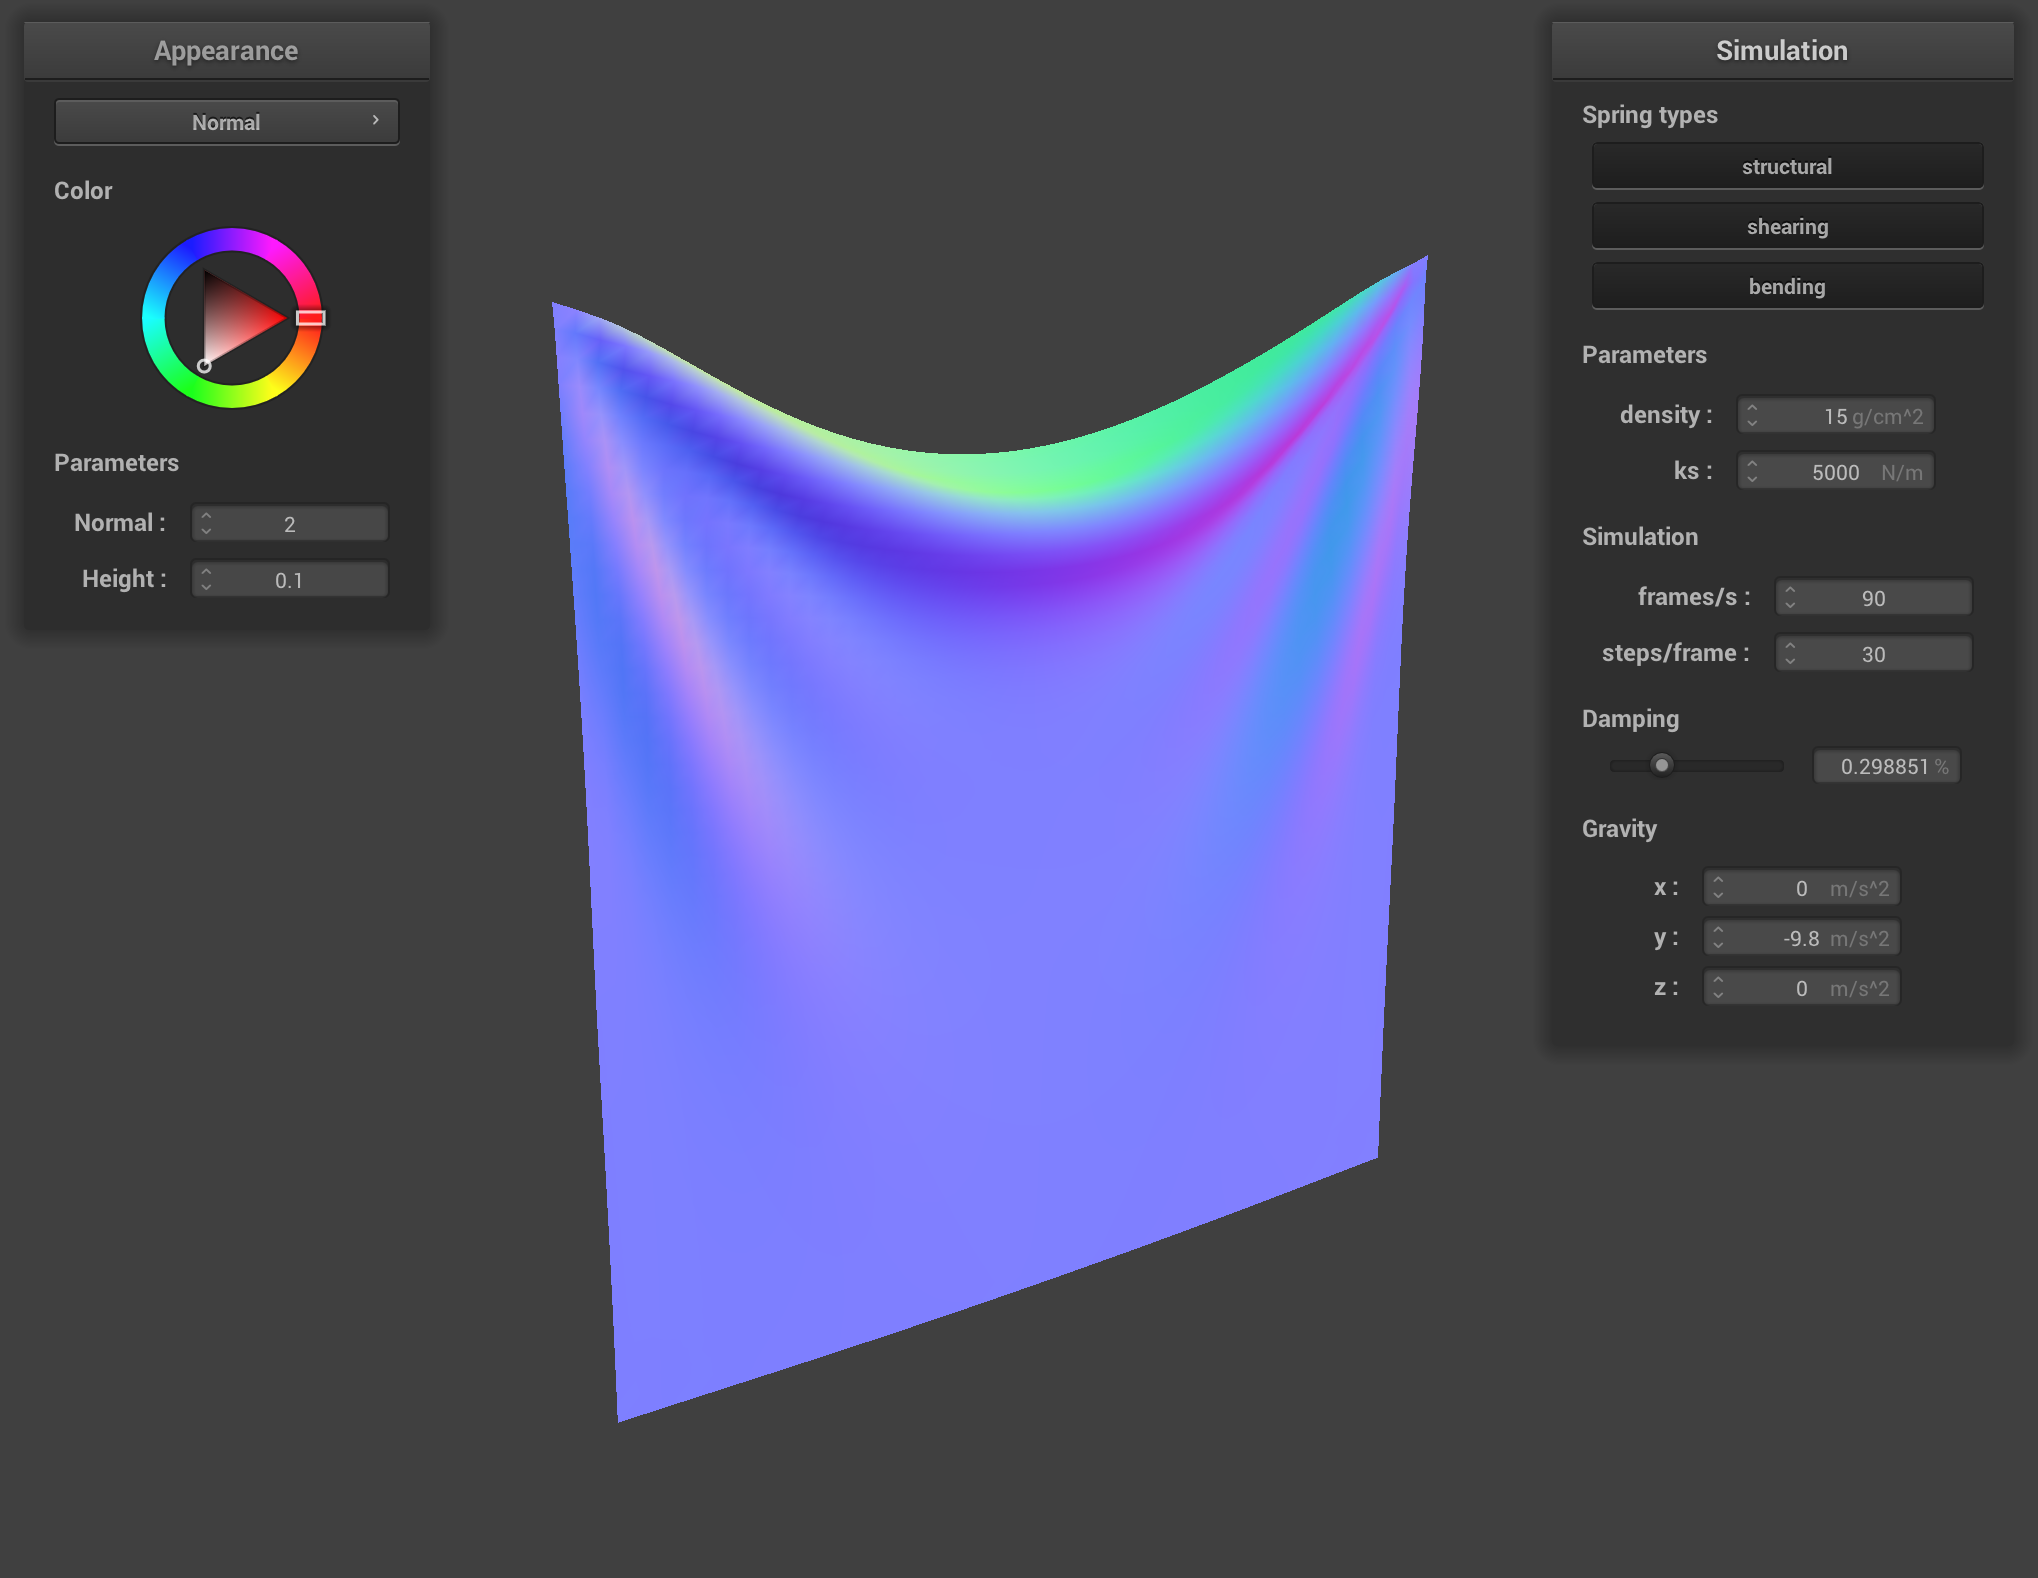 Appearance
Normal
Color
Parameters
Normal : 2
Height : 0.1
Simulation
Spring types
structural
shearing
bending
Parameters
density : 15 g/cm^2
ks : 5000 N/m
Simulation
frames/s : 90
steps/frame : 30
Damping
0.298851 %
Gravity
x : 0 m/s^2
y : -9.8 m/s^2
z : 0 m/s^2